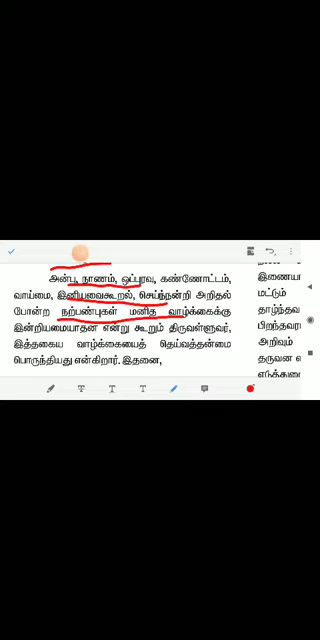 அன்பு, நாணம், ஒப்புரவு, கண்ணோட்டம்,
வாய்மை, இனியவைகூறல், செய்ந்நன்றி அறிதல்
போன்ற நற்பண்புகள் மனித வாழ்க்கைக்கு
இன்றியமையாதன என்று கூறும் திருவள்ளுவர்,
இத்தகைய வாழ்க்கையைத் தெய்வத்தன்மை
பொருந்தியது என்கிறார். இதனை,
இணையா
மட்டும்
தாழ்ந்தவ
பிறந்தவரா
அறிவும்
தருவன எ